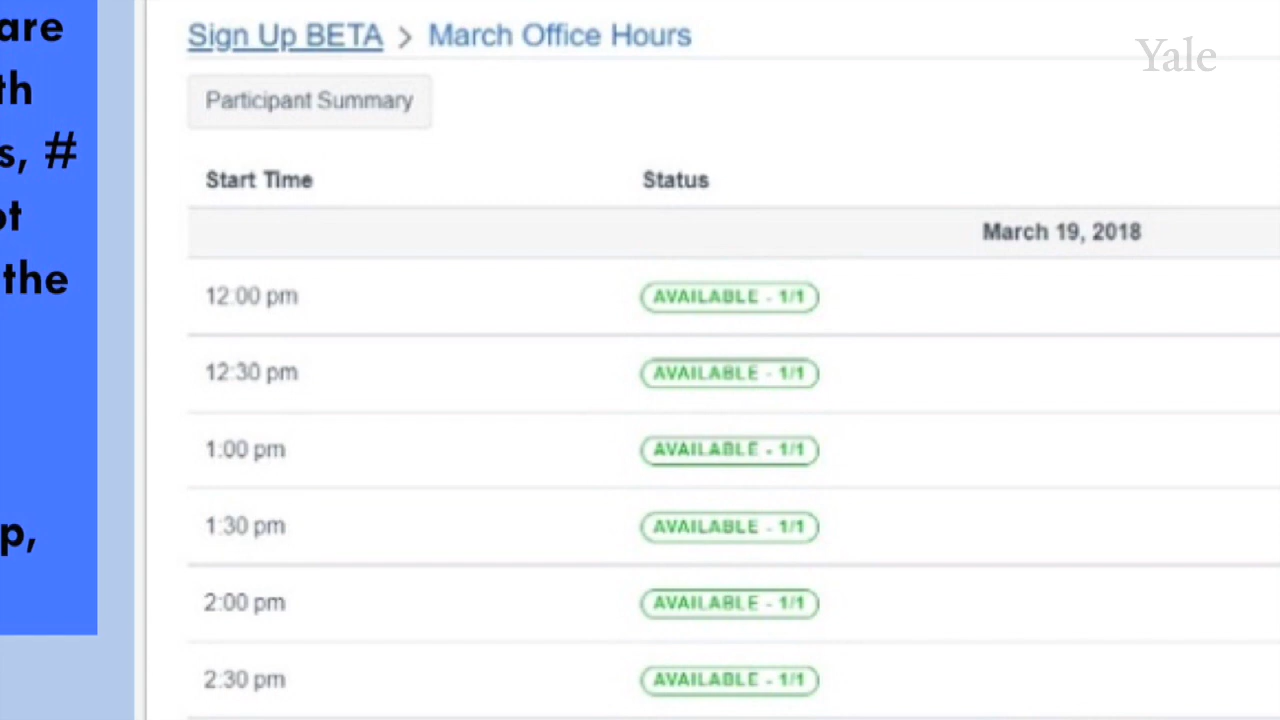 are
th
s, #
ot
the
p,
Sign Up BETA > March Office Hours
Yale
Participant Summary
Start Time Status
March 19, 2018
12:00 pm AVAILABLE - 1/1
12:30 pm AVAILABLE - 1/1
1:00 pm AVAILABLE - 1/1
1:30 pm AVAILABLE - 1/1
2:00 pm AVAILABLE - 1/1
2:30 pm AVAILABLE - 1/1